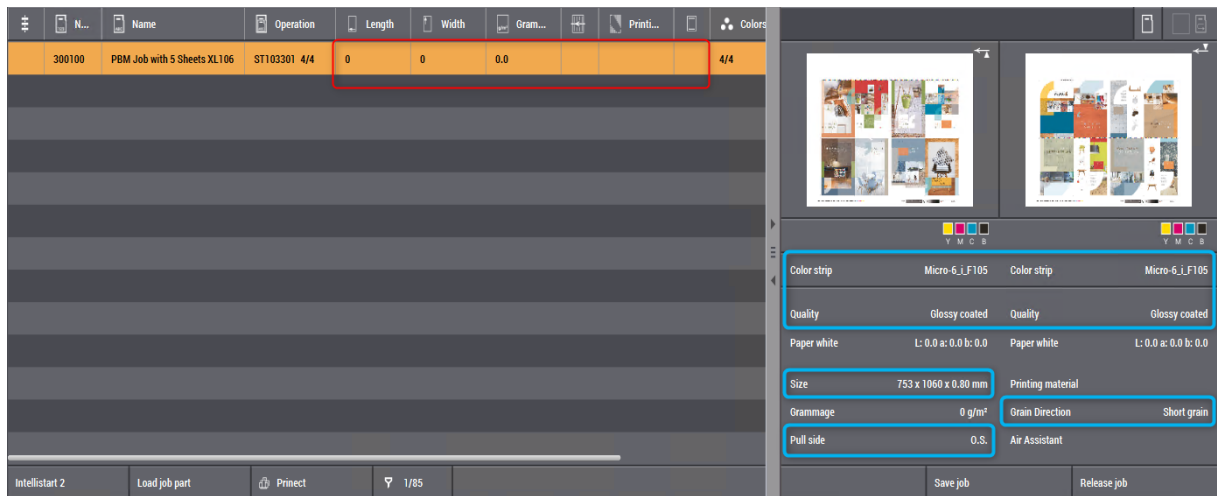 N... Name Operation Length Width Gram... Printi... Colors
300100 PBM Job with 5 Sheets XL106 ST103301 4/4 0 0 0.0 4/4
Y M C B Y M C B
Color strip Micro-6_i_F105 Color strip Micro-6_i_F105
Quality Glossy coated Quality Glossy coated
Paper white L: 0.0 a: 0.0 b: 0.0 Paper white L: 0.0 a: 0.0 b: 0.0
Size 753 x 1060 x 0.80 mm Printing material
Grammage 0 g/m² Grain Direction Short grain
Pull side O.S. Air Assistant
Intellistart 2 Load job part Prinect 1/85 Save job Release job